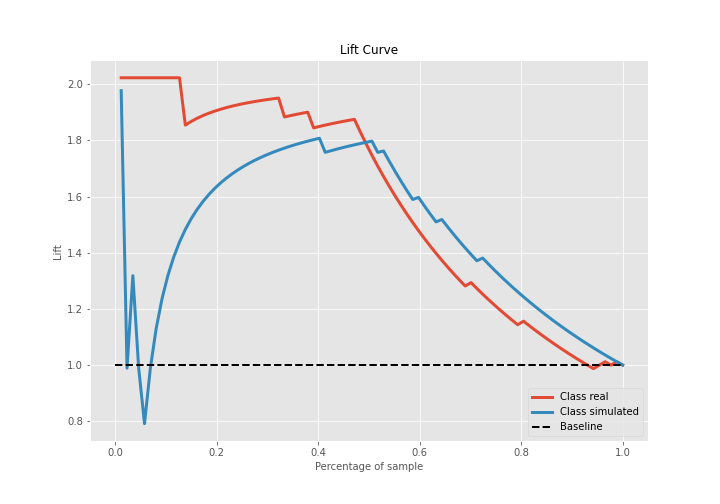 Lift Curve
2.0
1.8
1.6
1.4
1.2
1.0
0.8
Lift
0.0 0.2 0.4 0.6 0.8 1.0
Percentage of sample
Class real
Class simulated
Baseline